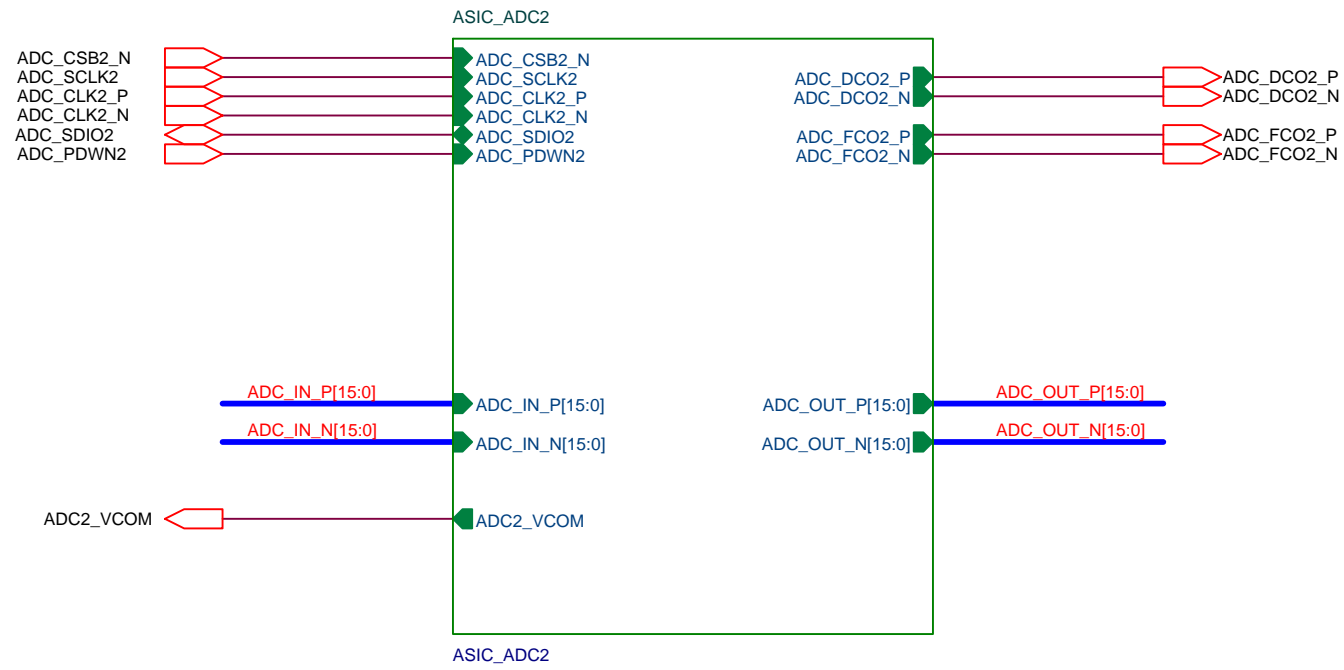 ASIC_ADC2
ADC_CSB2_N ADC_CSB2_N
ADC_SCLK2 ADC_SCLK2 ADC_DCO2_P ADC_DCO2_P
ADC_CLK2_P ADC_CLK2_P ADC_DCO2_N ADC_DCO2_N
ADC_CLK2_N ADC_CLK2_N
ADC_SDIO2 ADC_SDIO2 ADC_FCO2_P ADC_FCO2_P
ADC_PDWN2 ADC_PDWN2 ADC_FCO2_N ADC_FCO2_N
ADC_IN_P[15:0] ADC_IN_P[15:0] ADC_OUT_P[15:0] ADC_OUT_P[15:0]
ADC_IN_N[15:0] ADC_IN_N[15:0] ADC_OUT_N[15:0] ADC_OUT_N[15:0]
ADC2_VCOM ADC2_VCOM
ASIC_ADC2